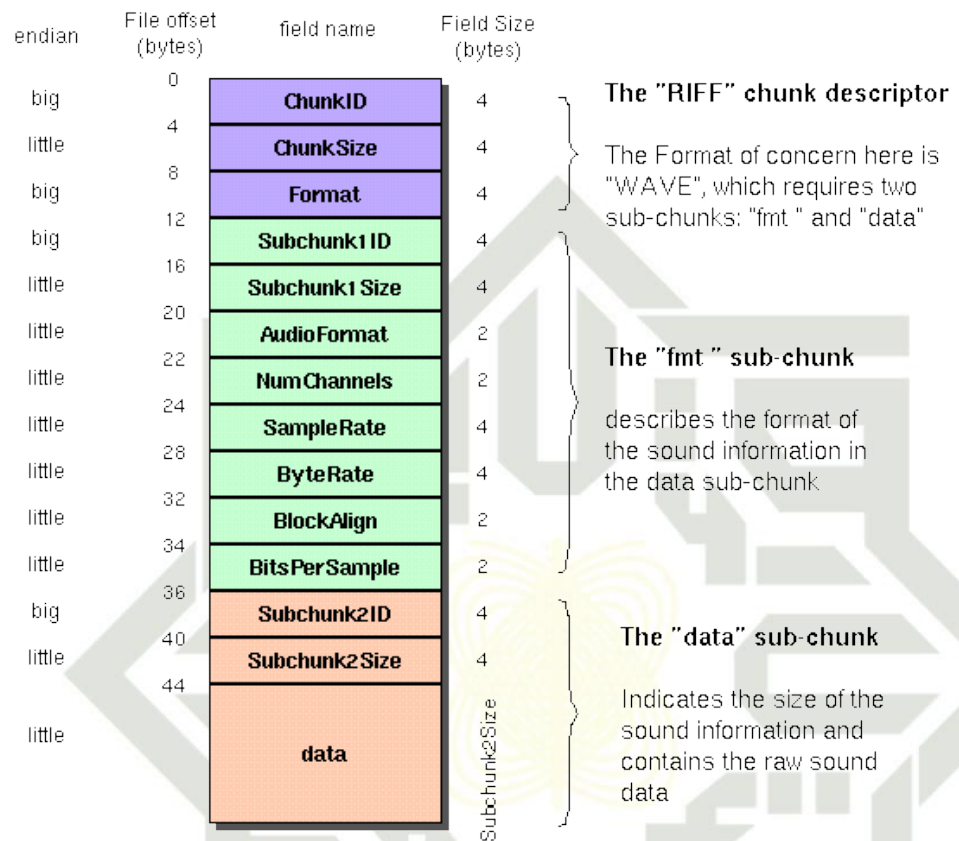 endian
File offset
(bytes)
field name
Field Size
(bytes)
0
big
ChunkID
4
The "RIFF" chunk descriptor
4
little
ChunkSize
4
The Format of concern here is
"WAVE", which requires two
sub-chunks: "fmt " and "data"
8
big
Format
4
12
big
Subchunk1ID
4
16
little
Subchunk1Size
4
20
little
AudioFormat
2
The "fmt " sub-chunk
22
little
NumChannels
2
describes the format of
the sound information in
the data sub-chunk
24
little
SampleRate
4
28
little
ByteRate
4
32
little
BlockAlign
2
34
little
BitsPerSample
2
36
big
Subchunk2ID
4
The "data" sub-chunk
40
little
Subchunk2Size
4
Indicates the size of the
sound information and
contains the raw sound
data
44
little
data
Subchunk2Size